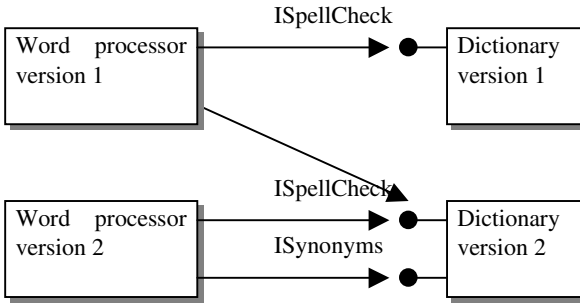 ISpellCheck
Word processor
version 1
Dictionary
version 1
ISpellCheck
Word processor
version 2
Dictionary
version 2
ISynonyms